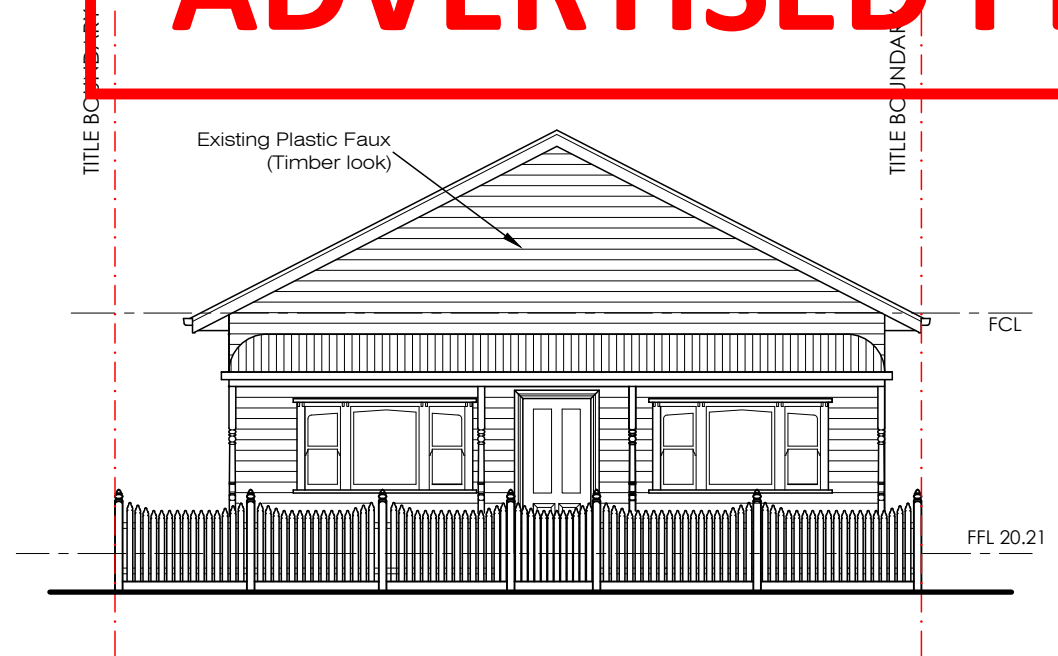 ADVERTISED
TITLE BOUNDARY
TITLE BOUNDARY
Existing Plastic Faux
(Timber look)
FCL
FFL 20.21